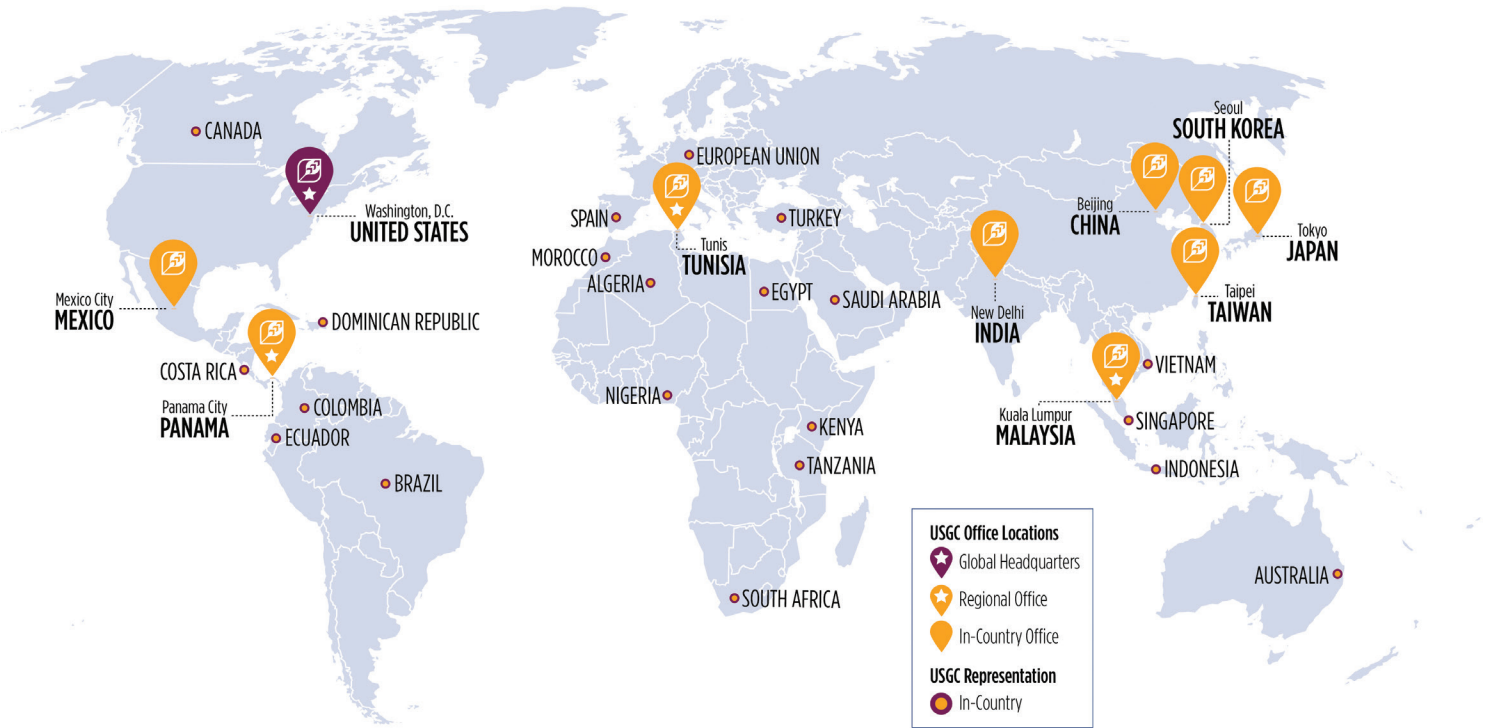 CANADA
Washington, D.C.
UNITED STATES
Mexico City
MEXICO
DOMINICAN REPUBLIC
COSTA RICA
Panama City
PANAMA
COLOMBIA
ECUADOR
BRAZIL
EUROPEAN UNION
SPAIN
TURKEY
Tunis
TUNISIA
MOROCCO
ALGERIA
EGYPT
SAUDI ARABIA
NIGERIA
KENYA
TANZANIA
SOUTH AFRICA
Seoul
SOUTH KOREA
Beijing
CHINA
Tokyo
JAPAN
Taipei
TAIWAN
New Delhi
INDIA
VIETNAM
Kuala Lumpur
MALAYSIA
SINGAPORE
INDONESIA
AUSTRALIA
USGC Office Locations
Global Headquarters
Regional Office
In-Country Office
USGC Representation
In-Country